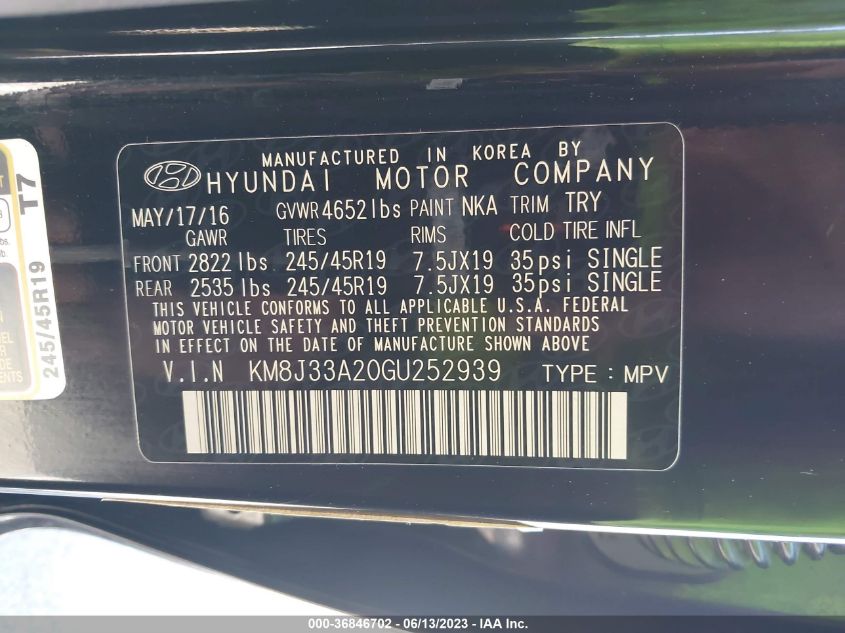 MANUFACTURED IN KOREA BY
HYUNDAI MOTOR COMPANY
MAY/17/16 GVWR 4652lbs PAINT NKA TRIM TRY
GAWR TIRES RIMS COLD TIRE INFL
FRONT 2822 lbs 245/45R19 7.5JX19 35psi SINGLE
REAR 2535 lbs 245/45R19 7.5JX19 35psi SINGLE
THIS VEHICLE CONFORMS TO ALL APPLICABLE U.S.A. FEDERAL
MOTOR VEHICLE SAFETY AND THEFT PREVENTION STANDARDS
IN EFFECT ON THE DATE OF MANUFACTURE SHOWN ABOVE
V.I.N KM8J33A20GU252939 TYPE : MPV
T7
245/45R19
000-36846702 - 06/13/2023 - IAA Inc.